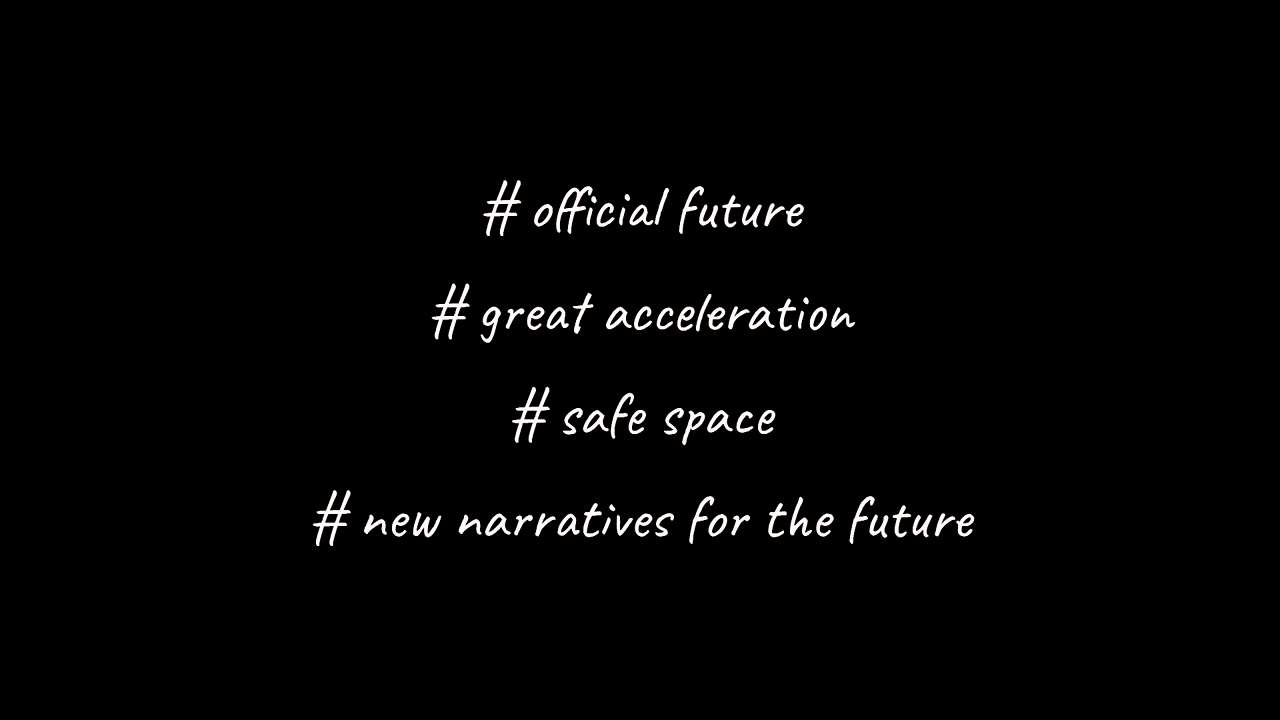 # official future
# great acceleration
# safe space
# new narratives for the future